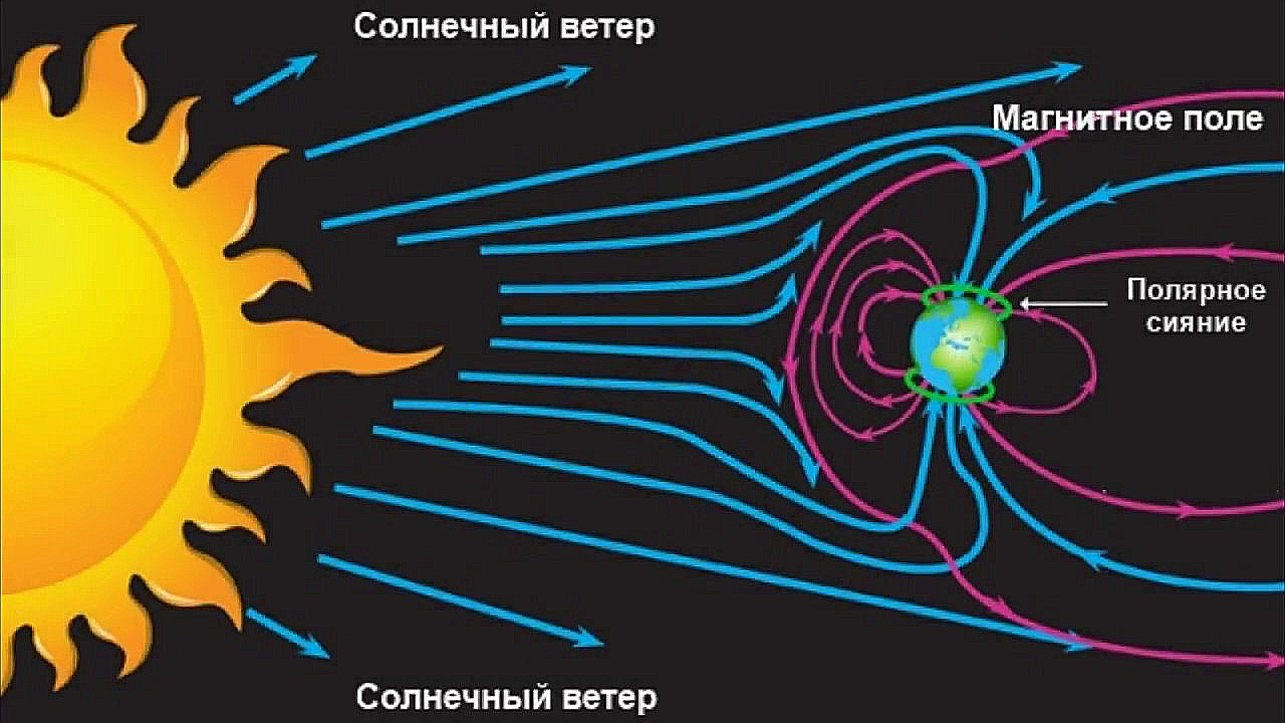 Солнечный ветер
Магнитное поле
Полярное
сияние
Солнечный ветер